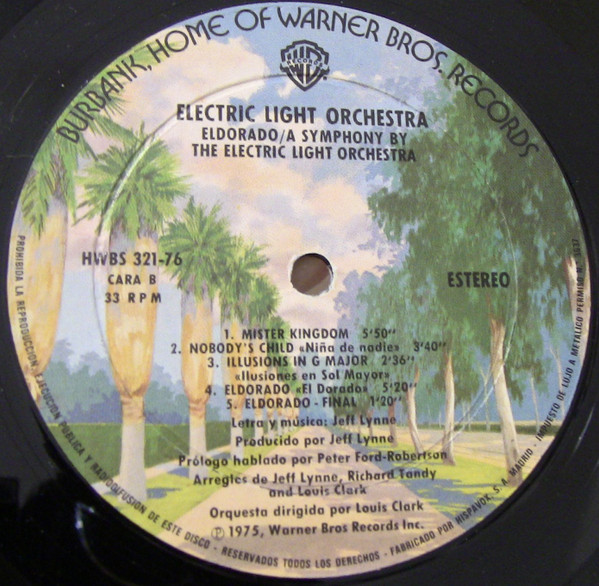 BURBANK, HOME OF WARNER BROS. RECORDS
WB
RECORDS
ELECTRIC LIGHT ORCHESTRA
ELDORADO/A SYMPHONY BY
THE ELECTRIC LIGHT ORCHESTRA
HWBS 321-76
CARA B
33 RPM
ESTEREO
1. MISTER KINGDOM 5'50''
2. NOBODY'S CHILD «Niña de nadie» 3'40''
3. ILLUSIONS IN G MAJOR 2'36''
«Ilusiones en Sol Mayor»
4. ELDORADO «El Dorado» 5'20''
5. ELDORADO - FINAL 1'20''
Letra y música: Jeff Lynne
Producido por Jeff Lynne
Prólogo hablado por Peter Ford-Robertson
Arreglos de Jeff Lynne, Richard Tandy
and Louis Clark
Orquesta dirigida por Louis Clark
Ⓟ 1975, Warner Bros Records Inc.
PROHIBIDA LA REPRODUCCION, EJECUCION PUBLICA Y RADIODIFUSION DE ESTE DISCO - RESERVADOS TODOS LOS DERECHOS - FABRICADO POR HISPAVOX, S. A. MADRID - IMPUESTO DE LUJO A METALICO PERMISO N.